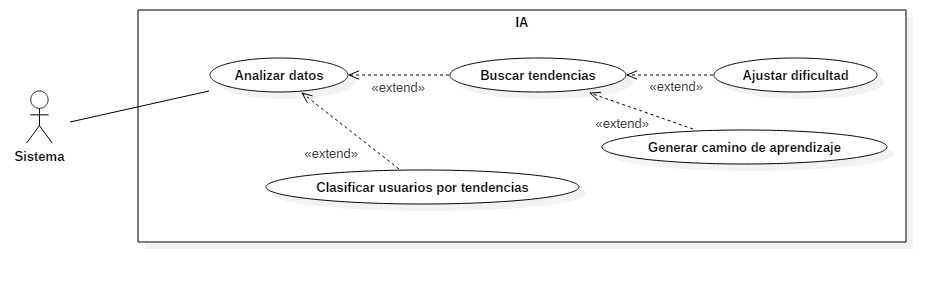 IA
Analizar datos
«extend»
Buscar tendencias
«extend»
Ajustar dificultad
«extend»
Generar camino de aprendizaje
Sistema
«extend»
Clasificar usuarios por tendencias